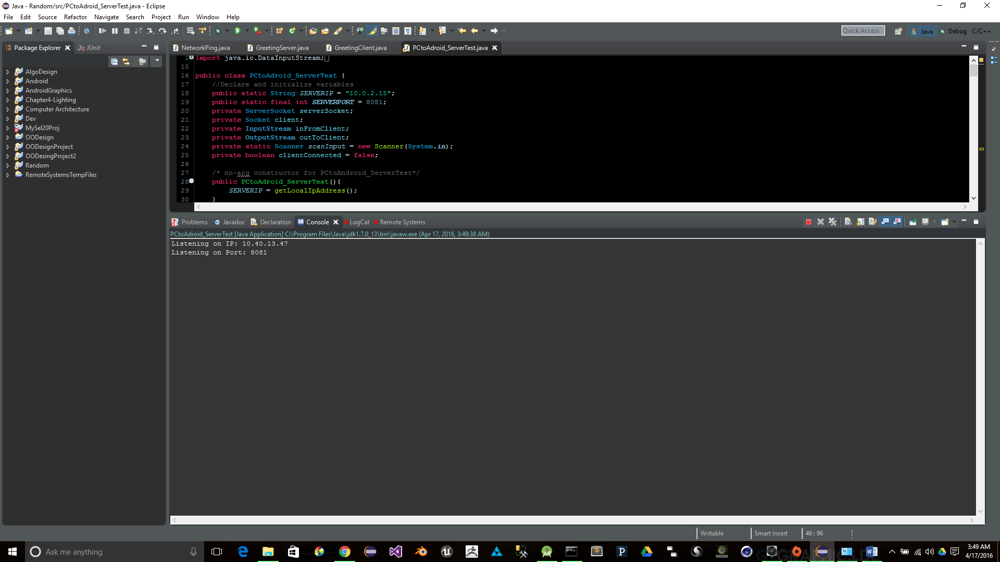 Java - Random/src/PCtoAdroid_ServerTest.java - Eclipse
File Edit Source Refactor Navigate Search Project Run Window Help
Quick Access Java Debug C/C++
Package Explorer JUnit
AlgoDesign
Android
AndroidGraphics
Chapter4-Lighting
Computer Architecture
Dev
MySel20Proj
OODesign
OODesignProject
OODesingProject2
Random
RemoteSystemsTempFiles
NetworkPing.java GreetingServer.java GreetingClient.java PCtoAdroid_ServerTest.java
1 import java.io.DataInputStream;
15
16 public class PCtoAdroid_ServerTest {
17 //Declare and initialize variables
18 public static String SERVERIP = "10.0.2.15";
19 public static final int SERVERPORT = 8081;
20 private ServerSocket serverSocket;
21 private Socket client;
22 private InputStream inFromClient;
23 private OutputStream outToClient;
24 private static Scanner scanInput = new Scanner(System.in);
25 private boolean clientConnected = false;
26
27 /* no-arg constructor for PCtoAndroid_ServerTest*/
28 public PCtoAdroid_ServerTest(){
29 SERVERIP = getLocalIpAddress();
30 }
Problems Javadoc Declaration Console LogCat Remote Systems
PCtoAdroid_ServerTest [Java Application] C:\Program Files\Java\jdk1.7.0_13\bin\javaw.exe (Apr 17, 2016, 3:49:38 AM)
Listening on IP: 10.40.13.47
Listening on Port: 8081
Writable Smart Insert 46 : 96
Ask me anything
3:49 AM
4/17/2016